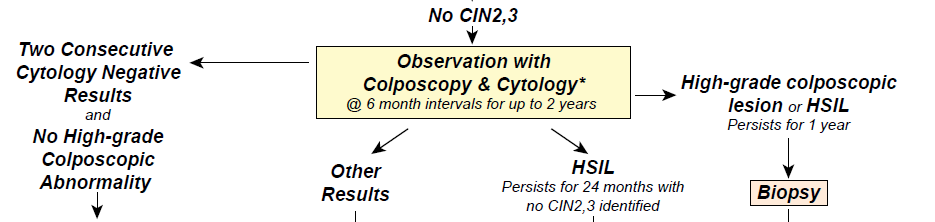 No CIN2,3
Two Consecutive
Cytology Negative
Results
and
No High-grade
Colposcopic
Abnormality
Observation with
Colposcopy & Cytology*
@ 6 month intervals for up to 2 years
High-grade colposcopic
lesion or HSIL
Persists for 1 year
Other
Results
HSIL
Persists for 24 months with
no CIN2,3 identified
Biopsy